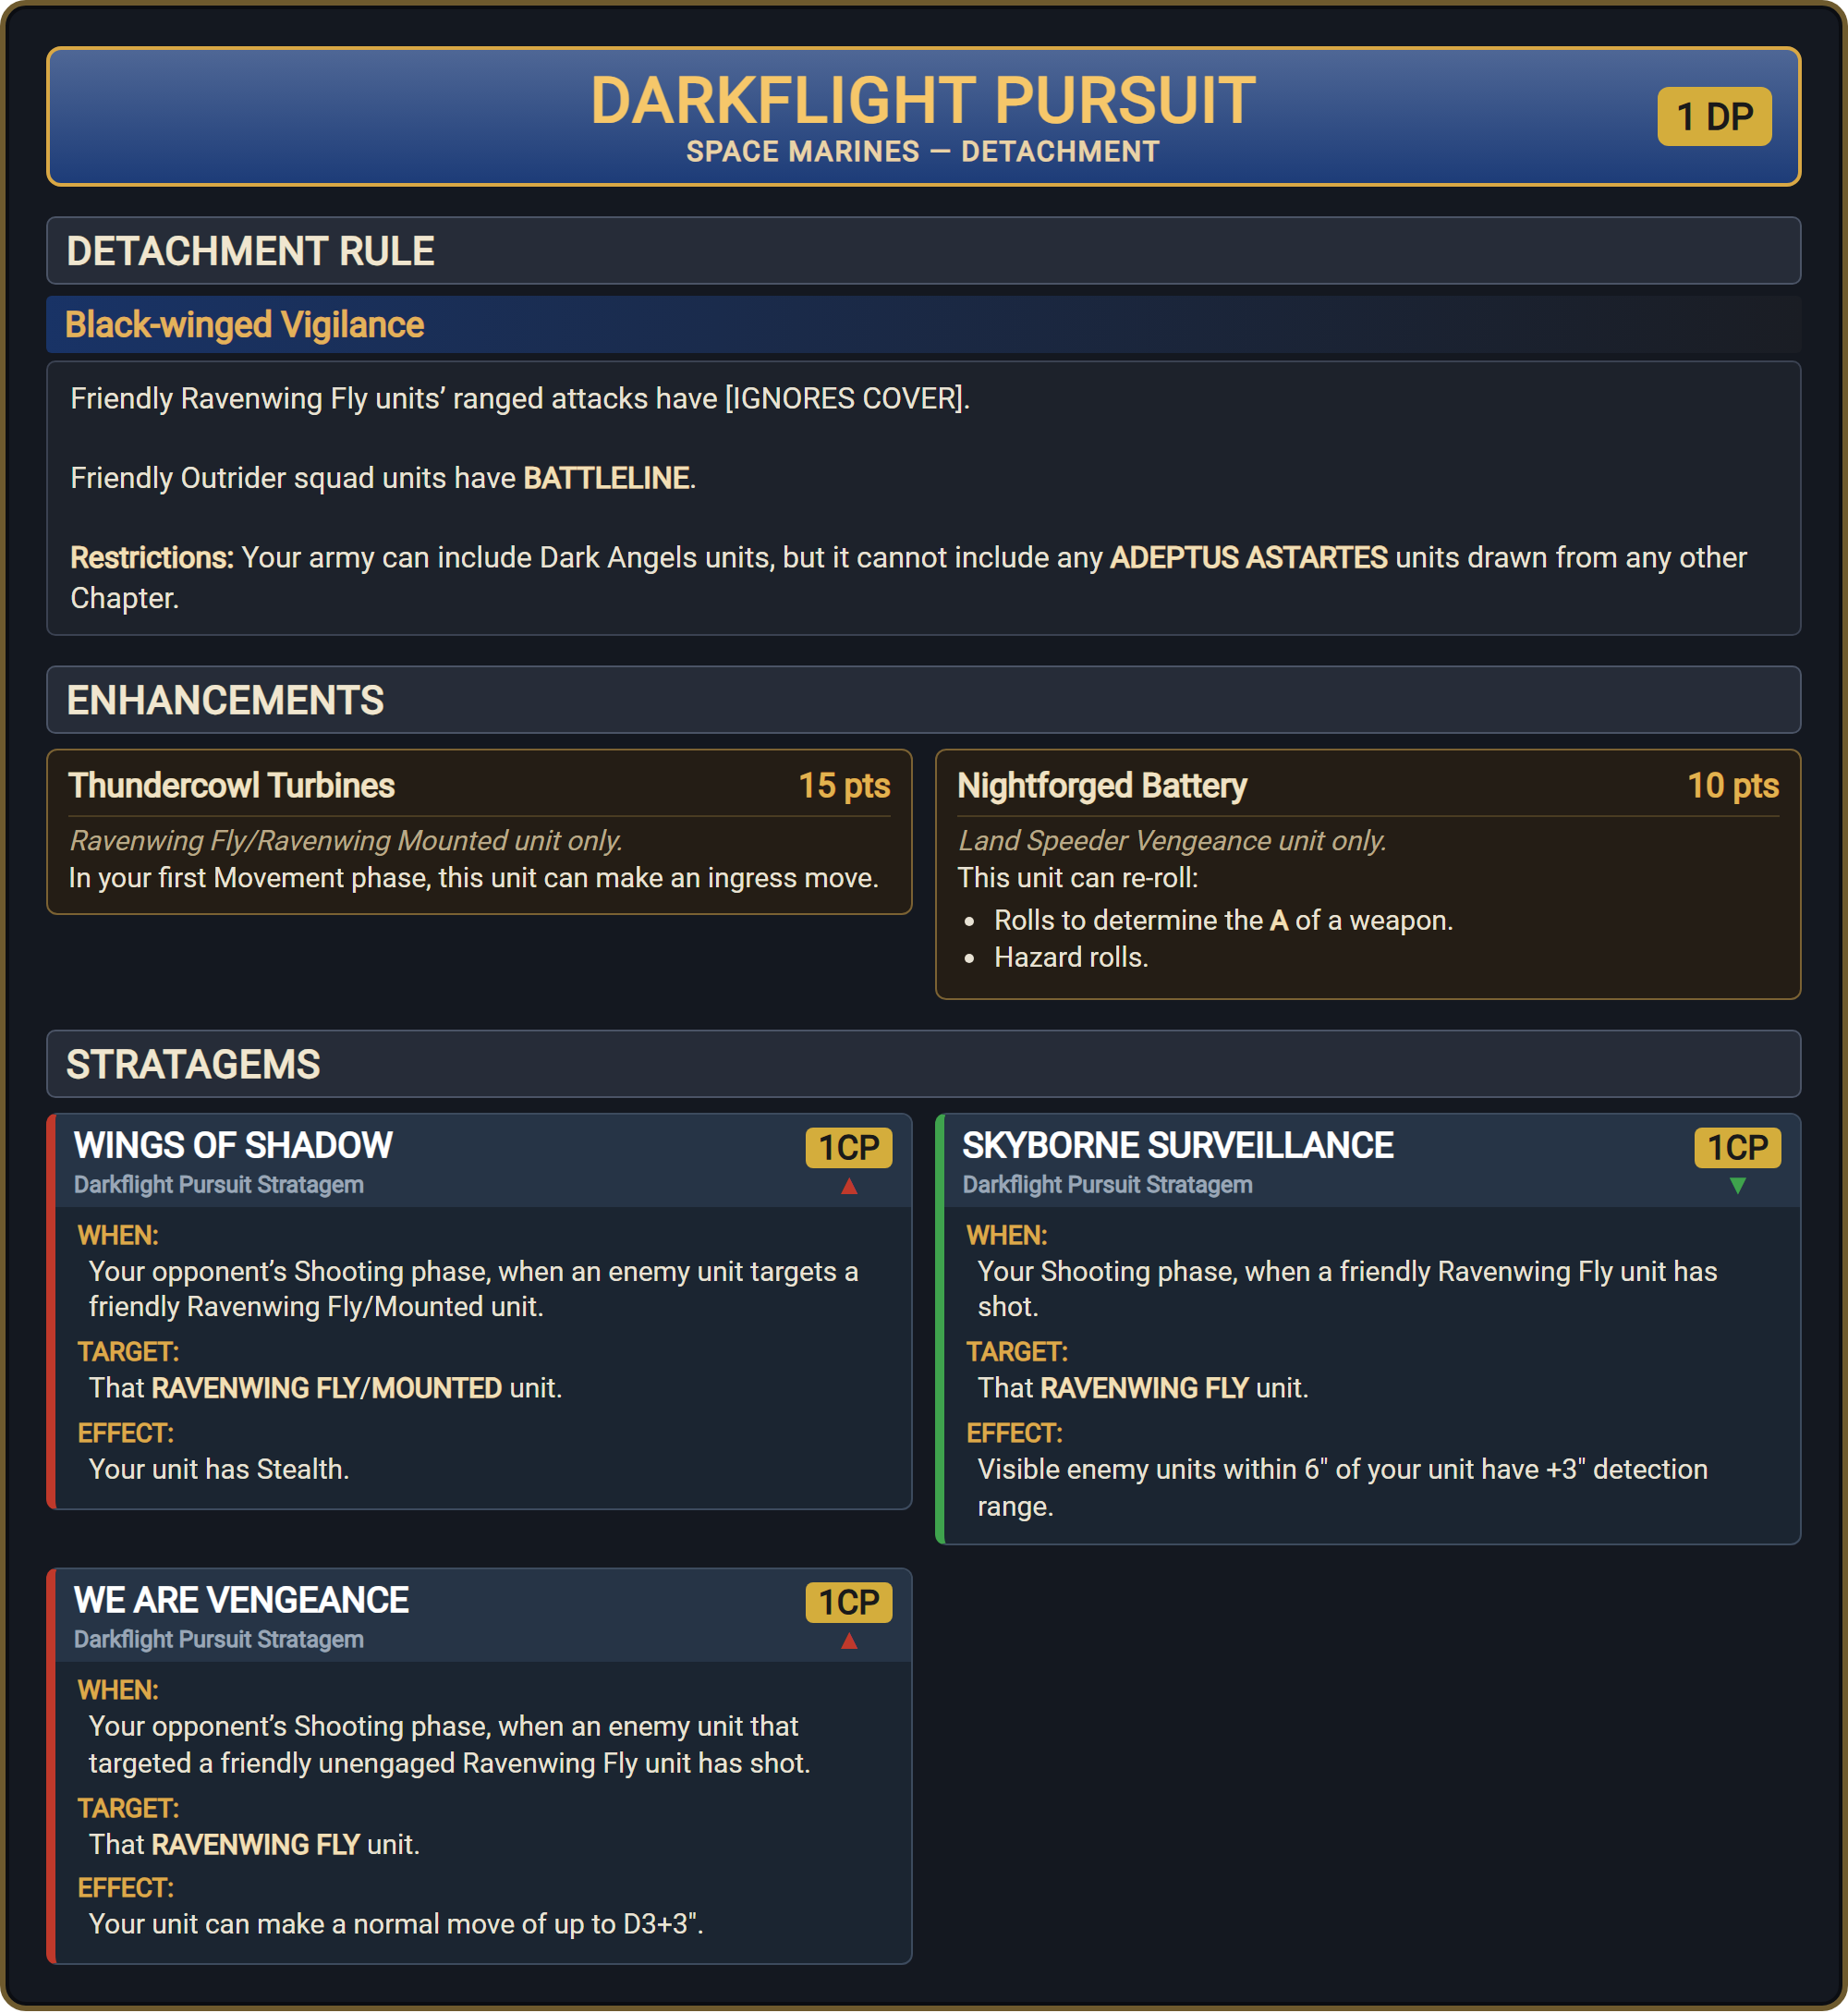 DARKFLIGHT PURSUIT
SPACE MARINES — DETACHMENT
1 DP
DETACHMENT RULE
Black-winged Vigilance
Friendly Ravenwing Fly units’ ranged attacks have [IGNORES COVER].
Friendly Outrider squad units have BATTLELINE.
Restrictions: Your army can include Dark Angels units, but it cannot include any ADEPTUS ASTARTES units drawn from any other
Chapter.
ENHANCEMENTS
Thundercowl Turbines 15 pts
Ravenwing Fly/Ravenwing Mounted unit only.
In your first Movement phase, this unit can make an ingress move.
Nightforged Battery 10 pts
Land Speeder Vengeance unit only.
This unit can re-roll:
• Rolls to determine the A of a weapon.
• Hazard rolls.
STRATAGEMS
WINGS OF SHADOW 1CP
Darkflight Pursuit Stratagem ▲
WHEN:
Your opponent’s Shooting phase, when an enemy unit targets a
friendly Ravenwing Fly/Mounted unit.
TARGET:
That RAVENWING FLY/MOUNTED unit.
EFFECT:
Your unit has Stealth.
SKYBORNE SURVEILLANCE 1CP
Darkflight Pursuit Stratagem ▼
WHEN:
Your Shooting phase, when a friendly Ravenwing Fly unit has
shot.
TARGET:
That RAVENWING FLY unit.
EFFECT:
Visible enemy units within 6" of your unit have +3" detection
range.
WE ARE VENGEANCE 1CP
Darkflight Pursuit Stratagem ▲
WHEN:
Your opponent’s Shooting phase, when an enemy unit that
targeted a friendly unengaged Ravenwing Fly unit has shot.
TARGET:
That RAVENWING FLY unit.
EFFECT:
Your unit can make a normal move of up to D3+3".